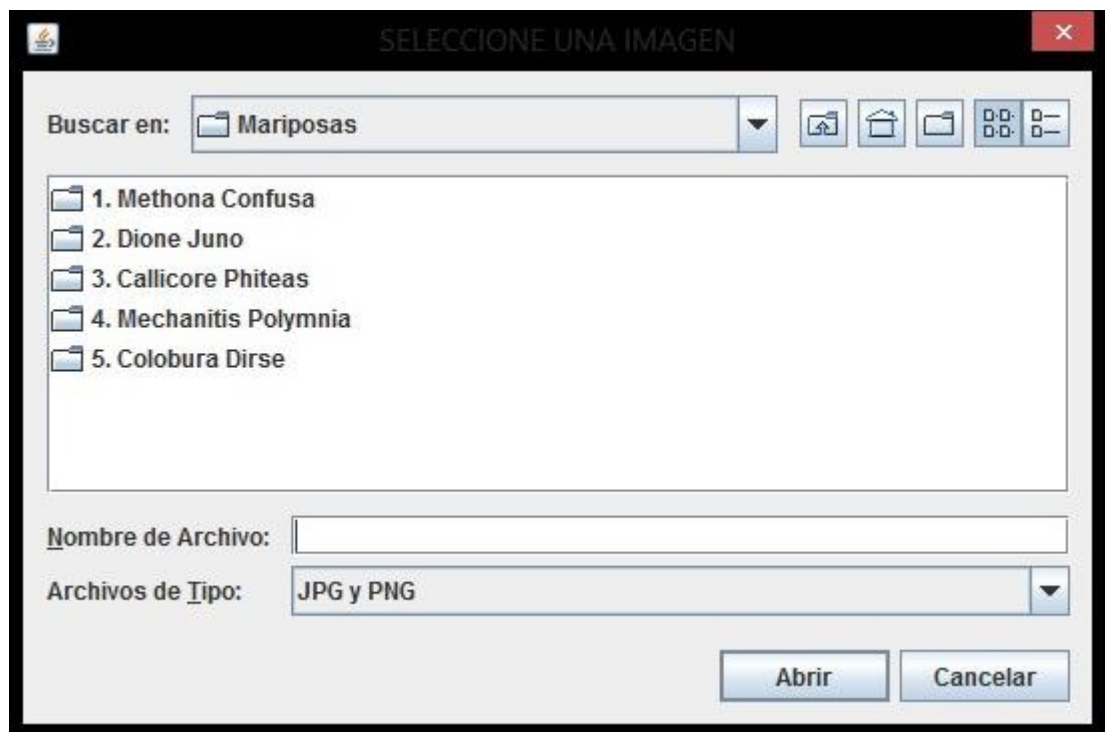 SELECCIONE UNA IMAGEN
Buscar en: Mariposas
1. Methona Confusa
2. Dione Juno
3. Callicore Phiteas
4. Mechanitis Polymnia
5. Colobura Dirse
Nombre de Archivo:
Archivos de Tipo: JPG y PNG
Abrir Cancelar